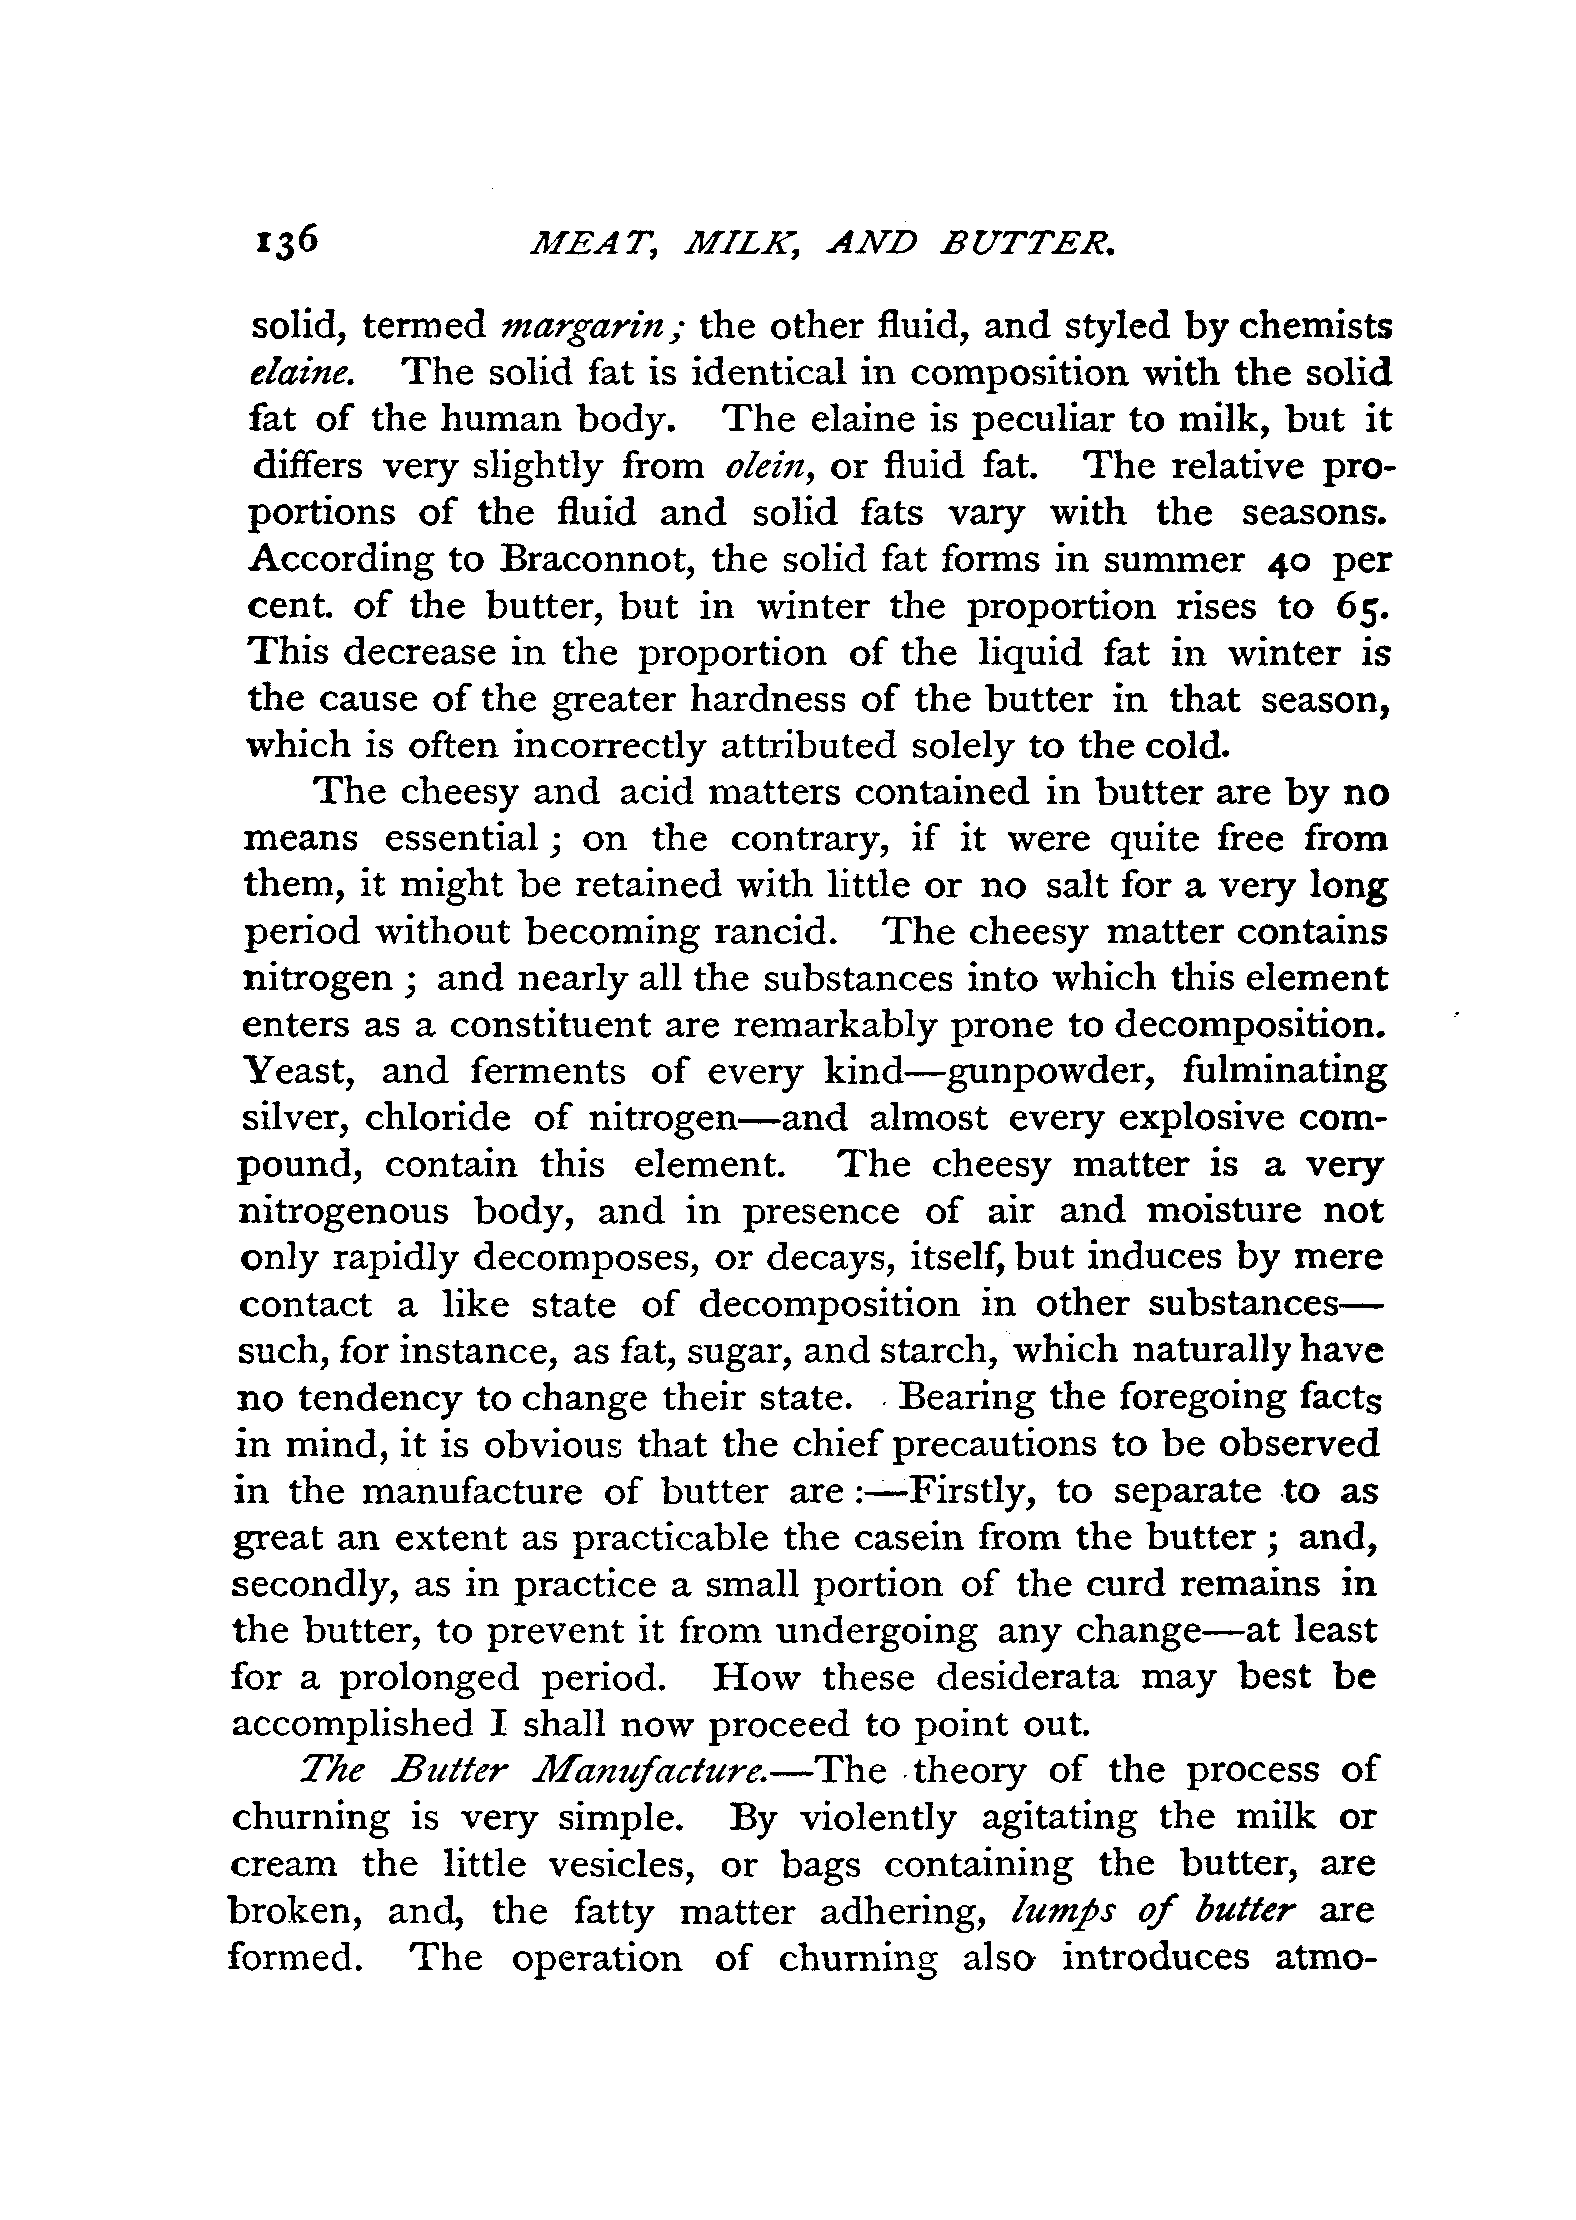 136 MEAT, MILK, AND BUTTER.
solid, termed margarin; the other fluid, and styled by chemists
elaine. The solid fat is identical in composition with the solid
fat of the human body. The elaine is peculiar to milk, but it
differs very slightly from olein, or fluid fat. The relative pro-
portions of the fluid and solid fats vary with the seasons.
According to Braconnot, the solid fat forms in summer 40 per
cent. of the butter, but in winter the proportion rises to 65.
This decrease in the proportion of the liquid fat in winter is
the cause of the greater hardness of the butter in that season,
which is often incorrectly attributed solely to the cold.
The cheesy and acid matters contained in butter are by no
means essential; on the contrary, if it were quite free from
them, it might be retained with little or no salt for a very long
period without becoming rancid. The cheesy matter contains
nitrogen; and nearly all the substances into which this element
enters as a constituent are remarkably prone to decomposition.
Yeast, and ferments of every kind—gunpowder, fulminating
silver, chloride of nitrogen—and almost every explosive com-
pound, contain this element. The cheesy matter is a very
nitrogenous body, and in presence of air and moisture not
only rapidly decomposes, or decays, itself, but induces by mere
contact a like state of decomposition in other substances—
such, for instance, as fat, sugar, and starch, which naturally have
no tendency to change their state. Bearing the foregoing facts
in mind, it is obvious that the chief precautions to be observed
in the manufacture of butter are:—Firstly, to separate to as
great an extent as practicable the casein from the butter; and,
secondly, as in practice a small portion of the curd remains in
the butter, to prevent it from undergoing any change—at least
for a prolonged period. How these desiderata may best be
accomplished I shall now proceed to point out.
The Butter Manufacture.—The theory of the process of
churning is very simple. By violently agitating the milk or
cream the little vesicles, or bags containing the butter, are
broken, and, the fatty matter adhering, lumps of butter are
formed. The operation of churning also introduces atmo-